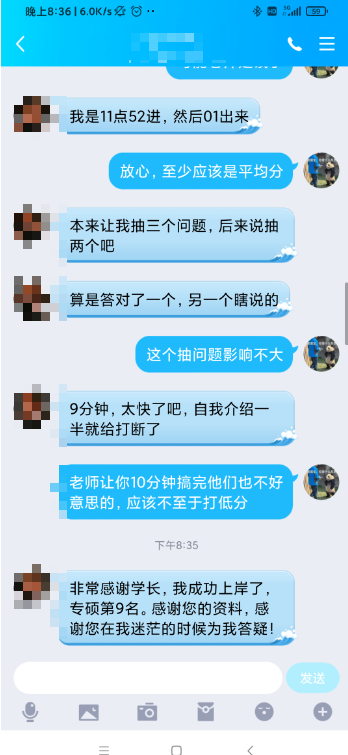 晚上8:36 | 6.0K/s
59
我是11点52进，然后01出来
放心，至少应该是平均分
本来让我抽三个问题，后来说抽
两个吧
算是答对了一个，另一个瞎说的
这个抽问题影响不大
9分钟，太快了吧，自我介绍一
半就给打断了
老师让你10分钟搞完他们也不好
意思的，应该不至于打低分
下午8:35
非常感谢学长，我成功上岸了，
专硕第9名。感谢您的资料，感
谢您在我迷茫的时候为我答疑！
发送